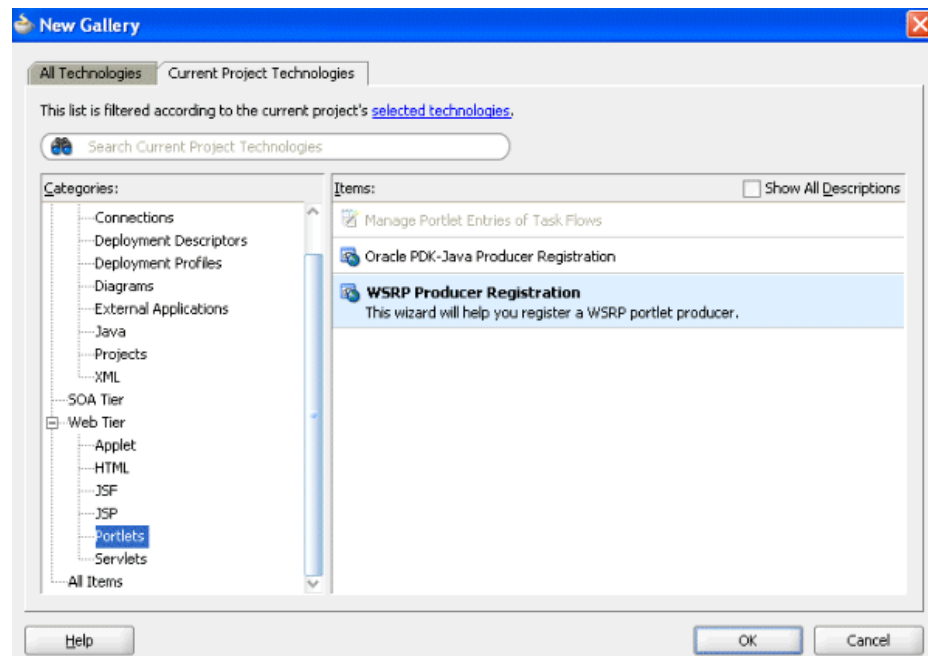 New Gallery
All Technologies
Current Project Technologies
This list is filtered according to the current project's selected technologies.
Search Current Project Technologies
Categories:
Connections
Deployment Descriptors
Deployment Profiles
Diagrams
External Applications
Java
Projects
XML
SOA Tier
Web Tier
Applet
HTML
JSF
JSP
Portlets
Servlets
All Items
Items:
Show All Descriptions
Manage Portlet Entries of Task Flows
Oracle PDK-Java Producer Registration
WSRP Producer Registration
This wizard will help you register a WSRP portlet producer.
Help
OK
Cancel